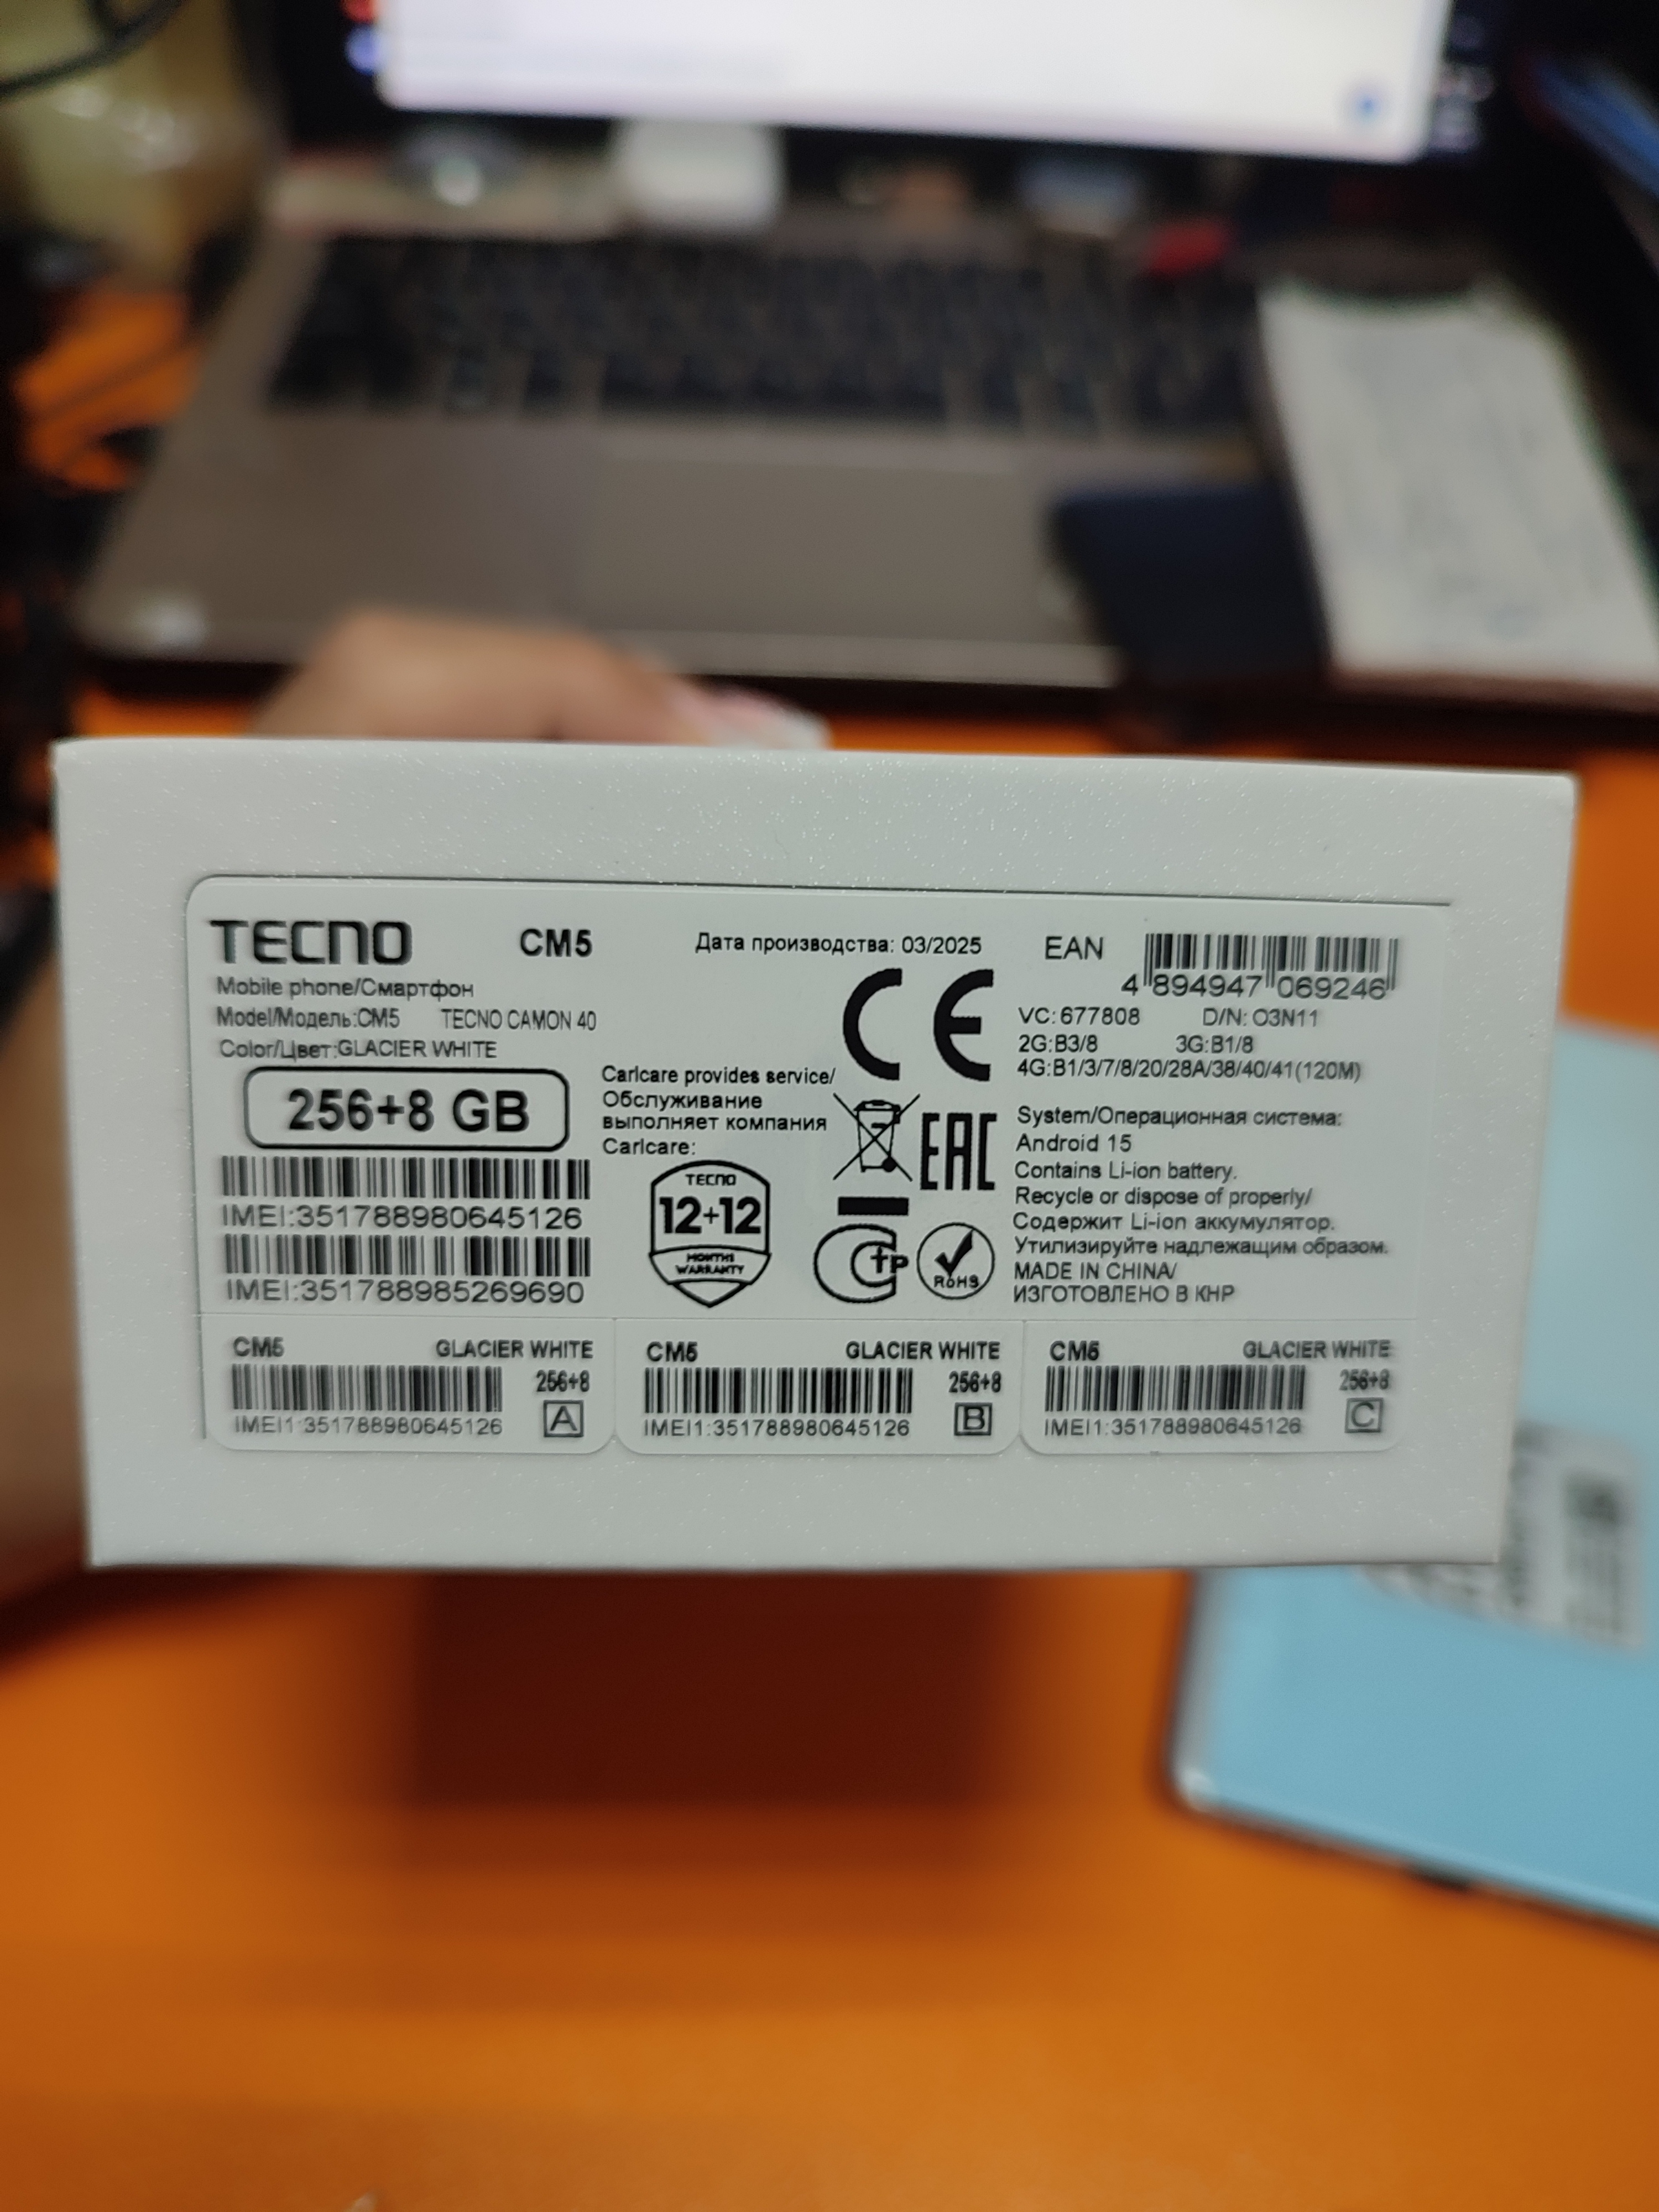 TECNO CM5 Дата производства: 03/2025 EAN
4 894947 069246
Mobile phone/Смартфон
Model/Модель:CM5 TECNO CAMON 40
Color/Цвет:GLACIER WHITE
256+8 GB
IMEI:351788980645126
IMEI:351788985269690
Carlcare provides service/
Обслуживание
выполняет компания
Carlcare:
TECNO
12+12
MONTHS
WARRANTY
CE
EAC
RoHS
VC:677808 D/N:O3N11
2G:B3/8 3G:B1/8
4G:B1/3/7/8/20/28A/38/40/41(120M)
System/Операционная система:
Android 15
Contains Li-ion battery.
Recycle or dispose of properly/
Содержит Li-ion аккумулятор.
Утилизируйте надлежащим образом.
MADE IN CHINA/
ИЗГОТОВЛЕНО В КНР
CM5 GLACIER WHITE
256+8
IMEI1:351788980645126 A
CM5 GLACIER WHITE
256+8
IMEI1:351788980645126 B
CM5 GLACIER WHITE
256+8
IMEI1:351788980645126 C